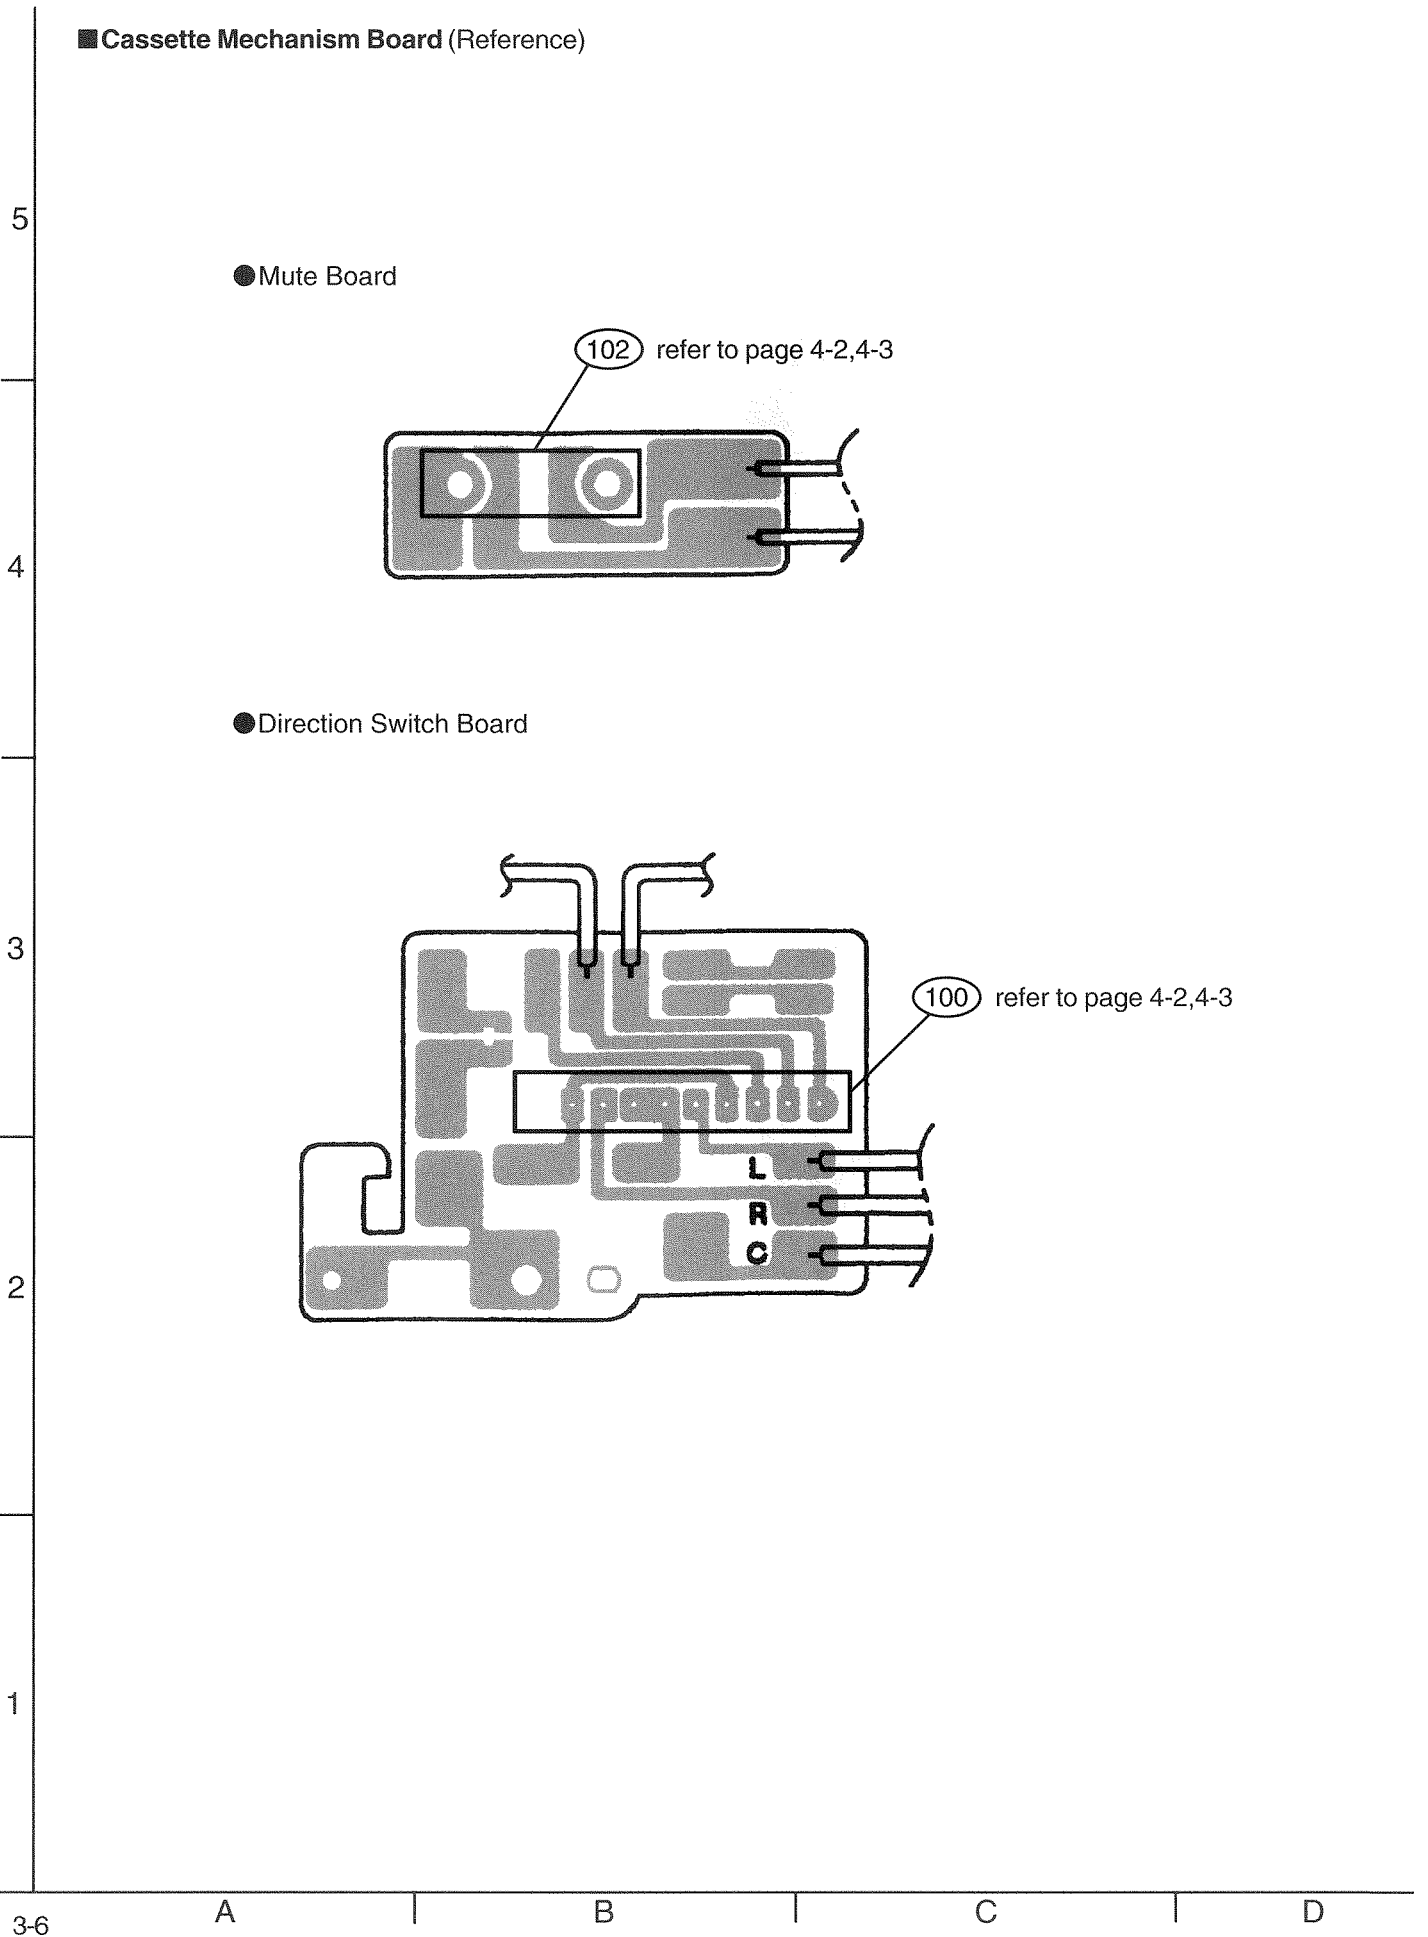 ■Cassette Mechanism Board (Reference)
5
●Mute Board
102 refer to page 4-2,4-3
4
●Direction Switch Board
3
100 refer to page 4-2,4-3
L
R
C
2
1
A B C D
3-6